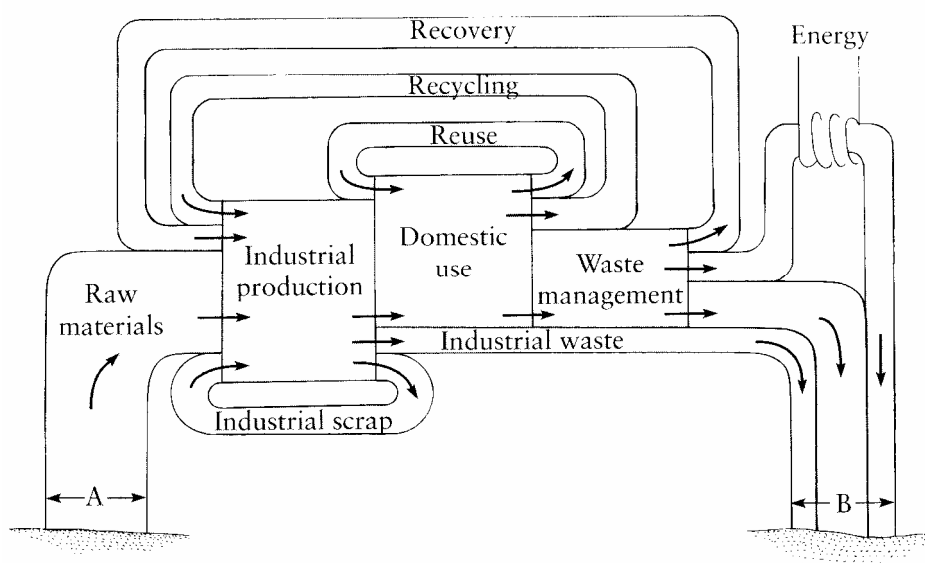 Recovery
Energy
Recycling
Reuse
Domestic
use
Industrial
production
Waste
management
Raw
materials
Industrial waste
Industrial scrap
A
B